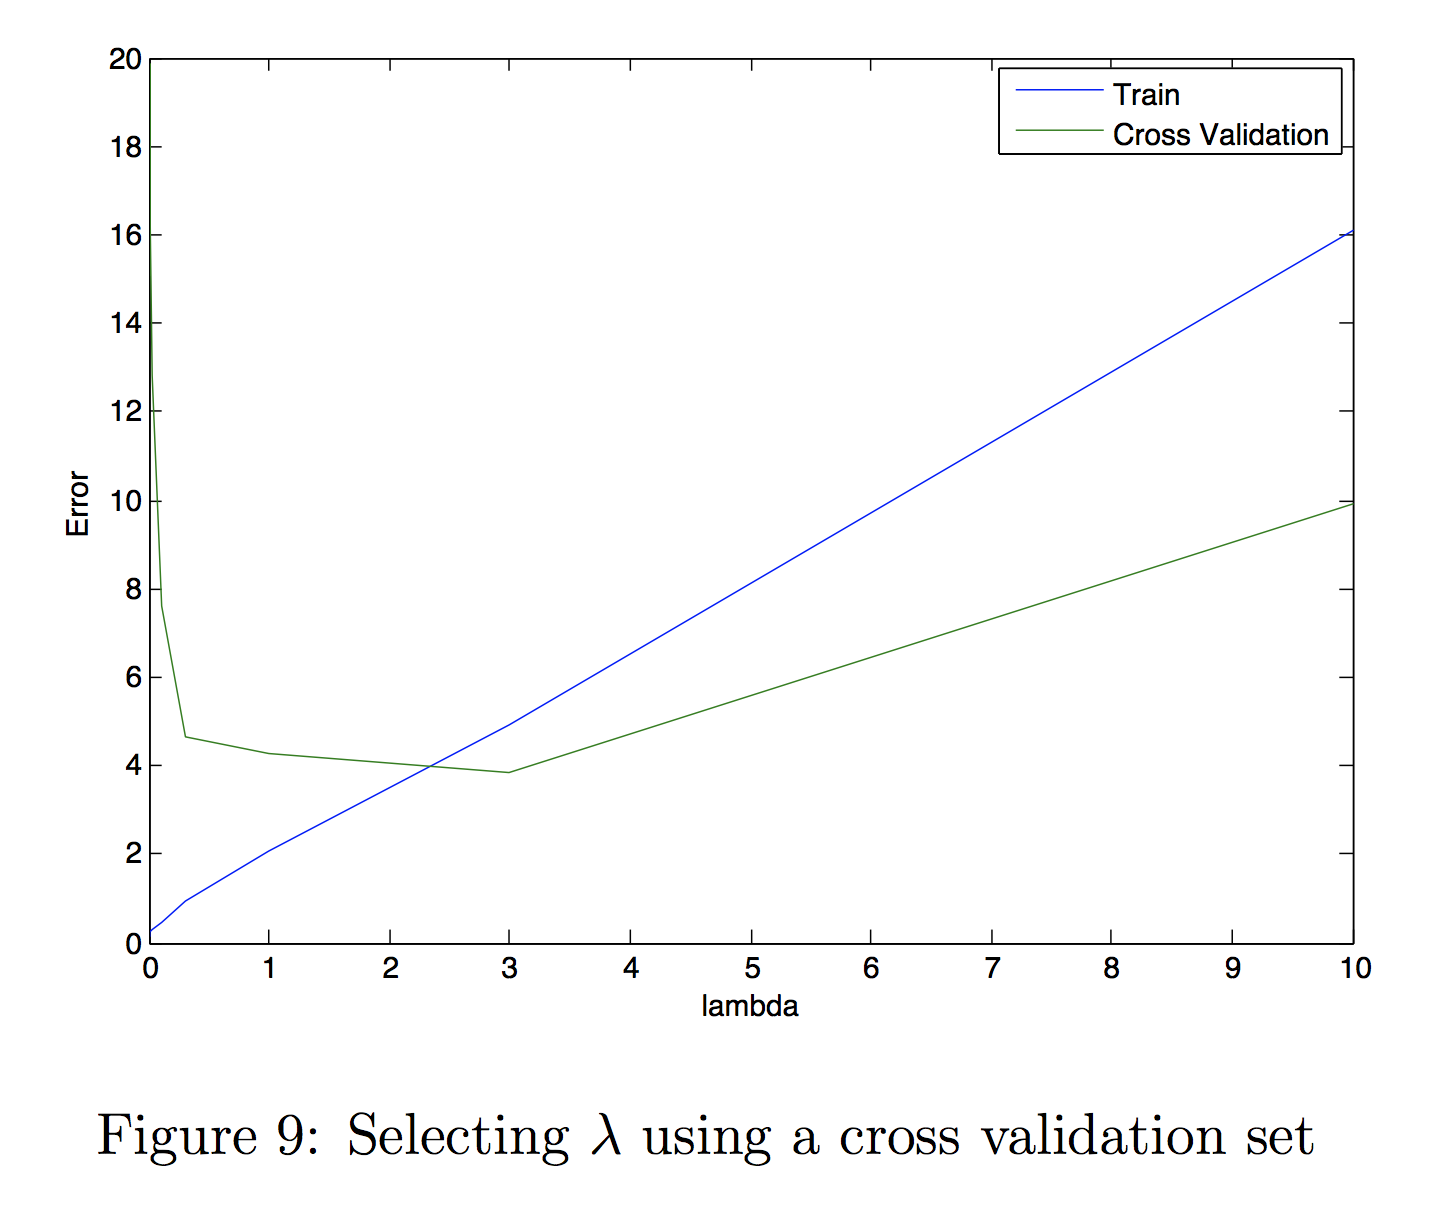 20
18
16
14
12
10
8
6
4
2
0
Error
Train
Cross Validation
0 1 2 3 4 5 6 7 8 9 10
lambda
Figure 9: Selecting λ using a cross validation set